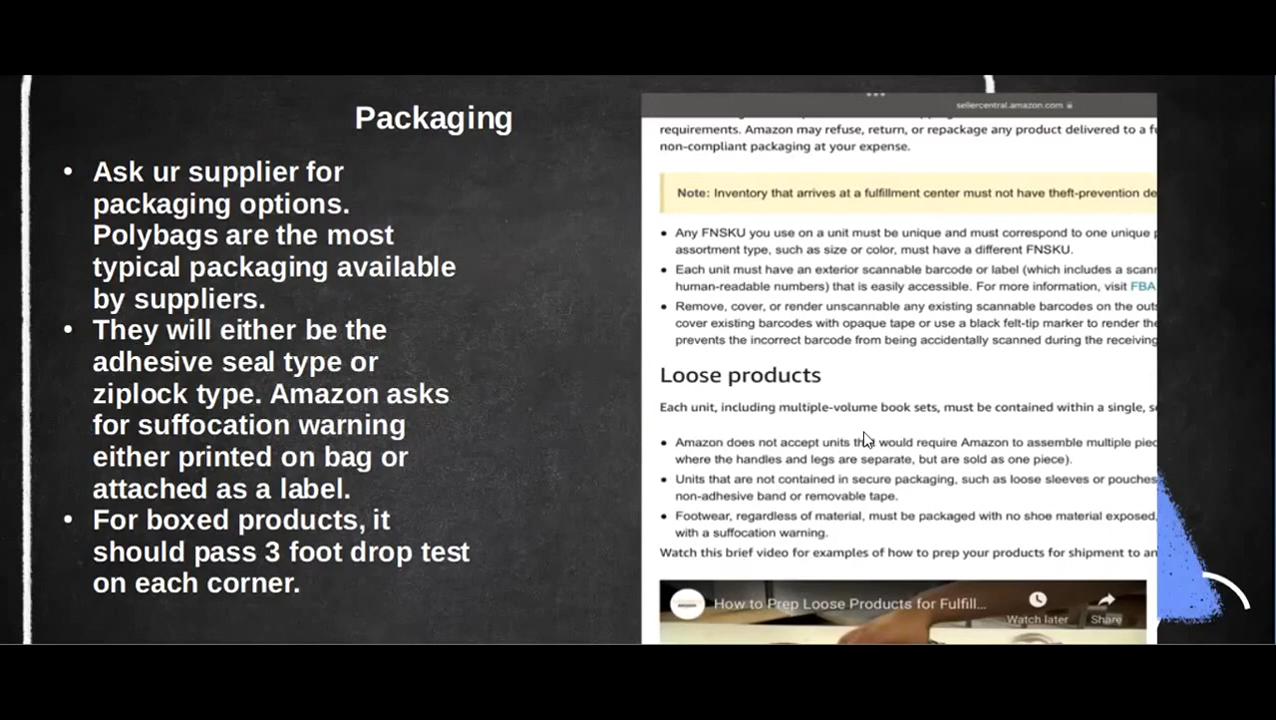 Packaging
• Ask ur supplier for
packaging options.
Polybags are the most
typical packaging available
by suppliers.
• They will either be the
adhesive seal type or
ziplock type. Amazon asks
for suffocation warning
either printed on bag or
attached as a label.
• For boxed products, it
should pass 3 foot drop test
on each corner.
sellercentral.amazon.com
requirements. Amazon may refuse, return, or repackage any product delivered to a
non-compliant packaging at your expense.
Note: Inventory that arrives at a fulfillment center must not have theft-prevention
• Any FNSKU you use on a unit must be unique and must correspond to one unique
assortment type, such as size or color, must have a different FNSKU.
• Each unit must have an exterior scannable barcode or label (which includes a
human-readable numbers) that is easily accessible. For more information, visit FBA
• Remove, cover, or render unscannable any existing scannable barcodes on the
cover existing barcodes with opaque tape or use a black felt-tip marker to render
prevents the incorrect barcode from being accidentally scanned during the receiving
Loose products
Each unit, including multiple-volume book sets, must be contained within a single,
• Amazon does not accept units that would require Amazon to assemble multiple
where the handles and legs are separate, but are sold as one piece).
• Units that are not contained in secure packaging, such as loose sleeves or pouches
non-adhesive band or removable tape.
• Footwear, regardless of material, must be packaged with no shoe material exposed,
with a suffocation warning.
Watch this brief video for examples of how to prep your products for shipment to
How to Prep Loose Products for Fulfill...
Watch later
Share